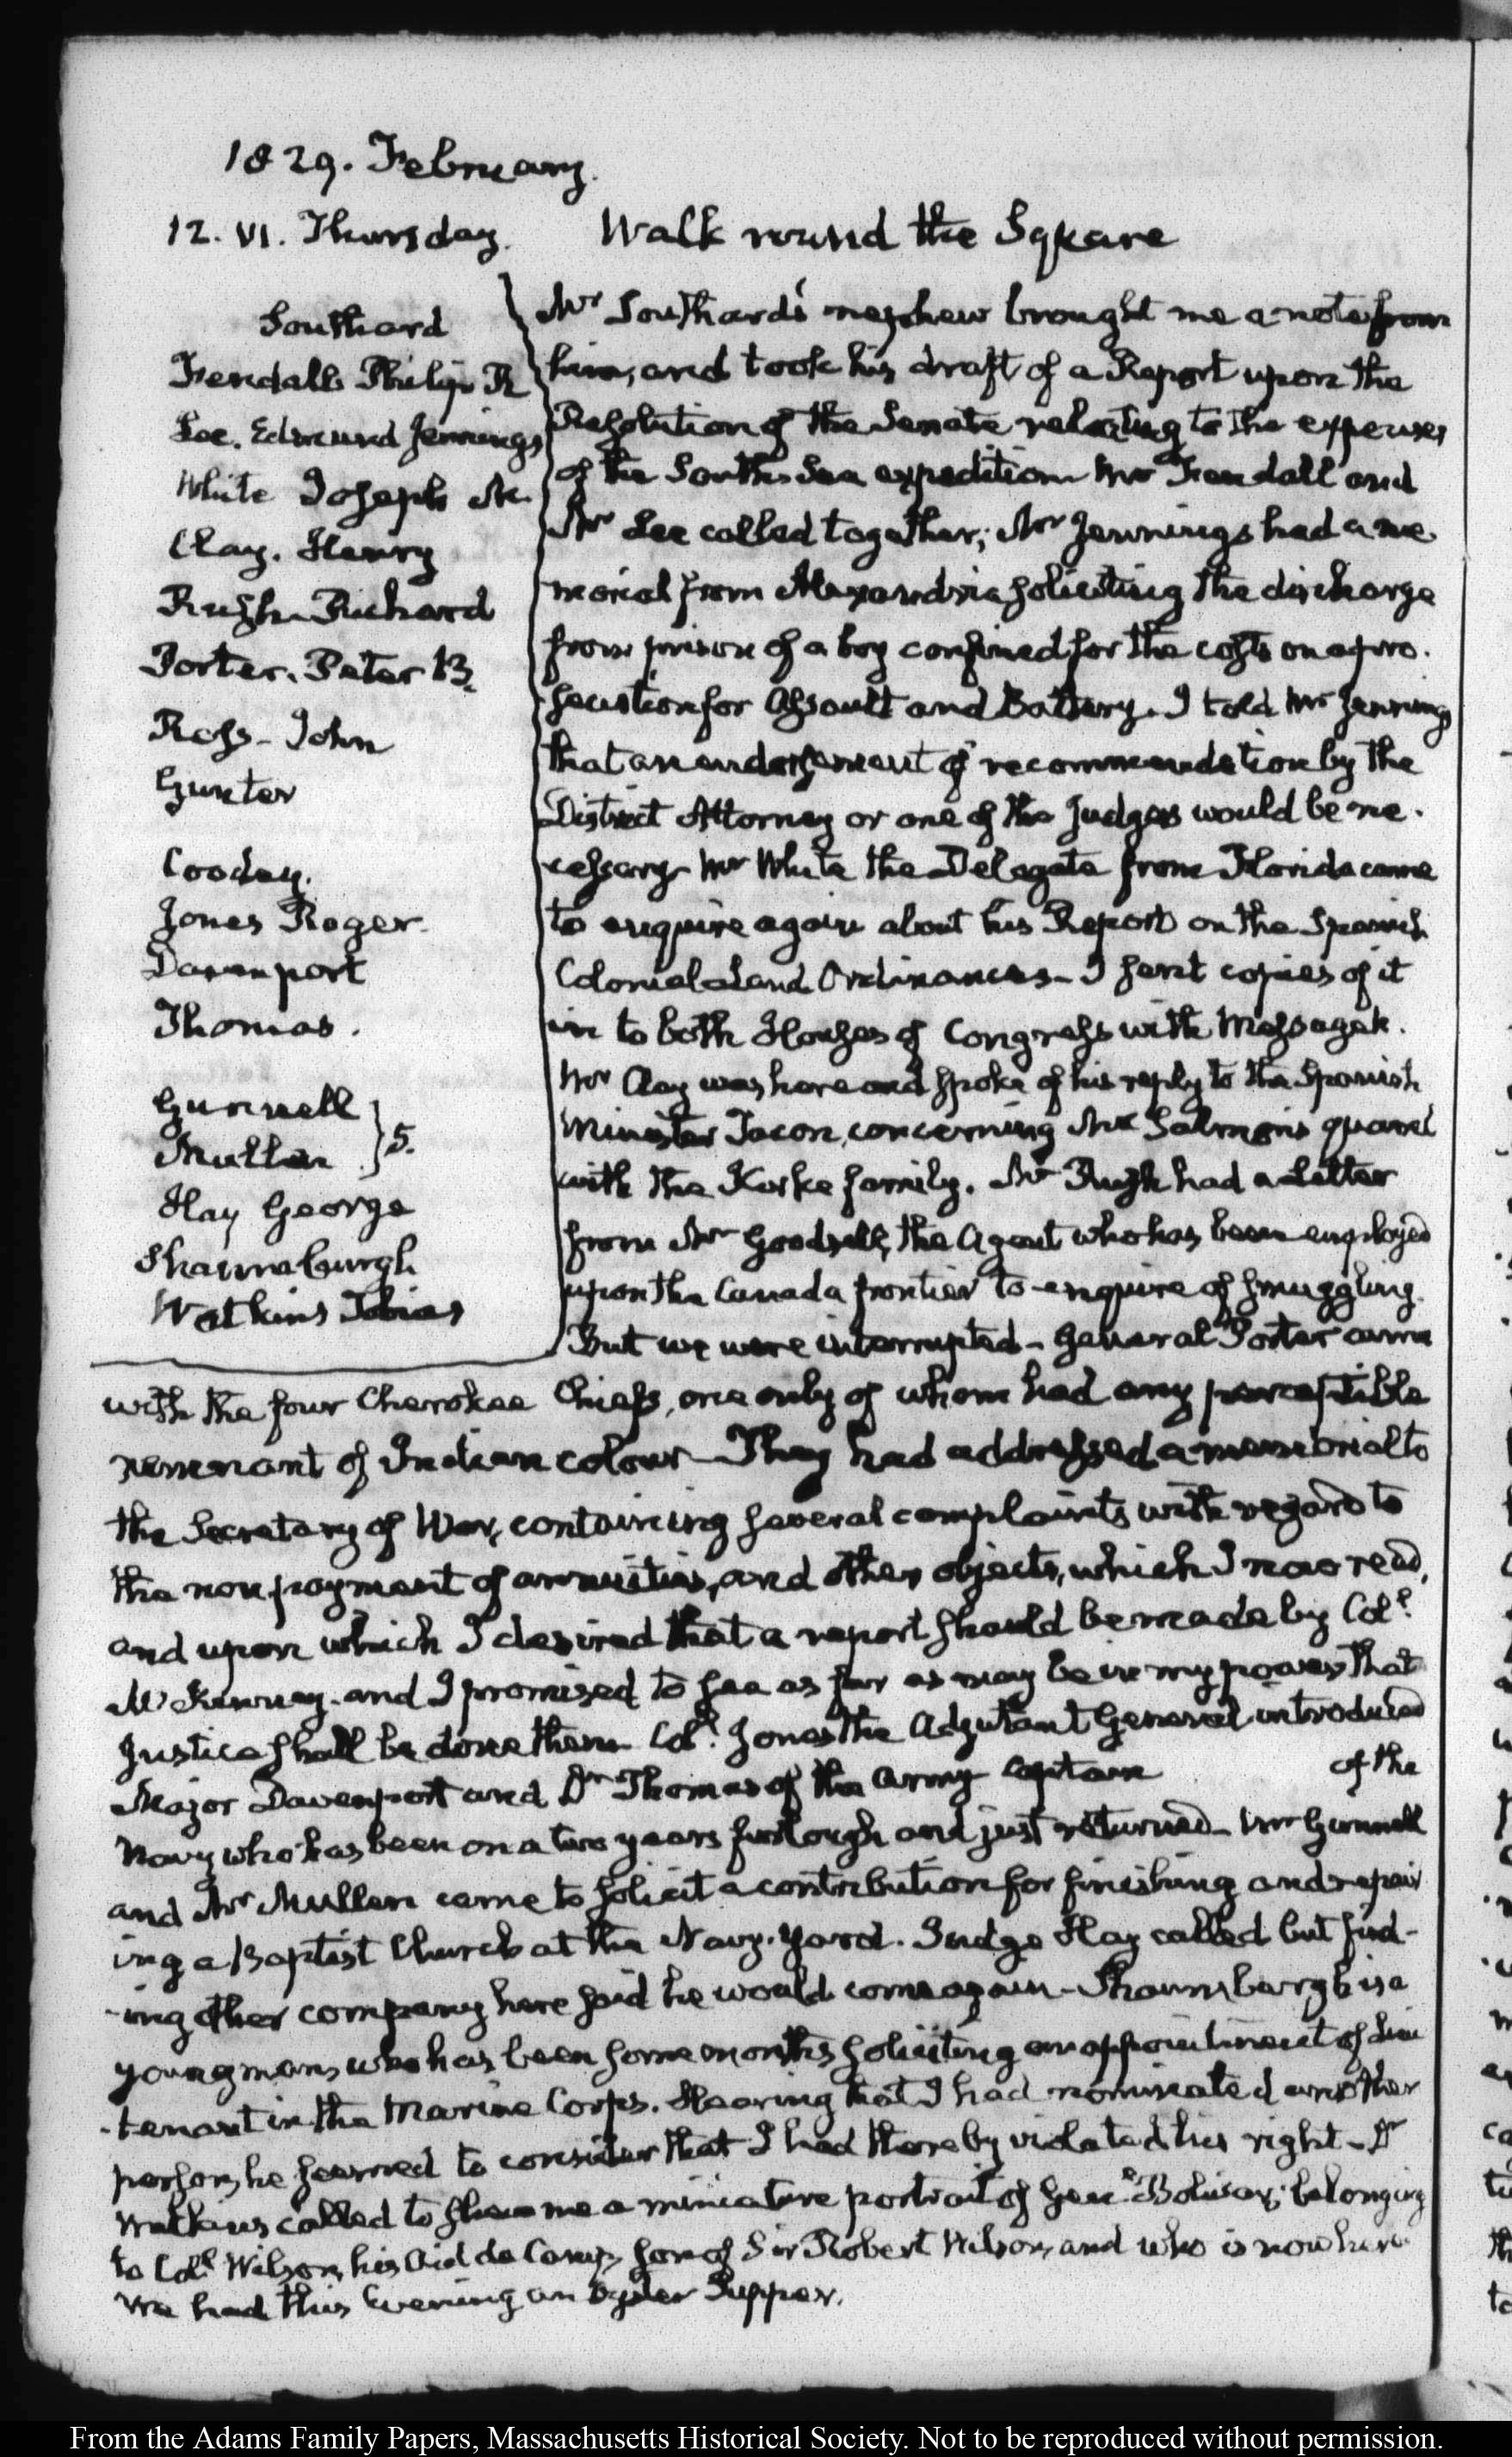 1829. February.
12. VI. Thursday. Walk round the Square
Southard
Fendall Philip R
Lee. Edmund Jennings
White Joseph M.
Clay. Henry
Rush. Richard
Porter. Peter B.
Ross. John
Gunter
Coodey.
Jones Roger.
Davenport
Thomas.
Gunnell
Mullen } 5.
Hay George
Shaumburgh
Watkins Tobias
Mr Southard's nephew brought me a note from
him, and took his draft of a Report upon the
Resolution of the Senate relating to the expenses
of the South Sea expedition Mr Fendall and
Mr Lee called together; Mr Jennings had a me-
morial from Alexandria soliciting the discharge
from prison of a boy confined for the costs on a pro-
secution for Assault and Battery. I told Mr Jennings
that an endorsement of recommendation by the
District Attorney or one of the Judges would be ne-
cessary. Mr White the Delegate from Florida came
to enquire again about his Report on the Spanish
Colonial Land Ordinances- I sent copies of it
in to both Houses of Congress with Messages.
Mr Clay was here and spoke of his reply to the Spanish
Minister Tacon, concerning Mr Salmon's quarrel
with the family. Mr Rush had a Letter
from Mr the Agent who has been employed
upon the Canada frontier to enquire of smuggling.
But we were interrupted- General Porter came
with the four Cherokee Chiefs, one only of whom had any perceptible
remnant of Indian colour- They had addressed a memorial to
the Secretary of War, containing several complaints with regard to
the non payment of annuities, and other objects, which I now read,
and upon which I desired that a report should be made by Coll.
McKenney- and I promised to see as far as may be in my power that
Justice shall be done them- Coll. Jones the Adjutant General introduced
Major Davenport and Dr Thomas of the Army Captain of the
Navy who has been on a two years furlough and just returned- Mr Gunnell
and Mr Mullen came to solicit a contribution for finishing and repair
ing a Baptist Church at the Navy-Yard. Judge Hay called but find-
-ing other company here said he would come again- Shaumburgh is a
young man, who has been some months soliciting an appointment of Lieu
-tenant in the Marine Corps. Hearing that I had nominated another
person, he seemed to consider that I had thereby violated his right- Dr
Watkins called to shew me a miniature portrait of Genl Bolivar; belonging
to Coll Wilson, his Aid de Camp, son of Sir Robert Wilson, and who is now here
We had this Evening an Oyster Supper.
From the Adams Family Papers, Massachusetts Historical Society. Not to be reproduced without permission.